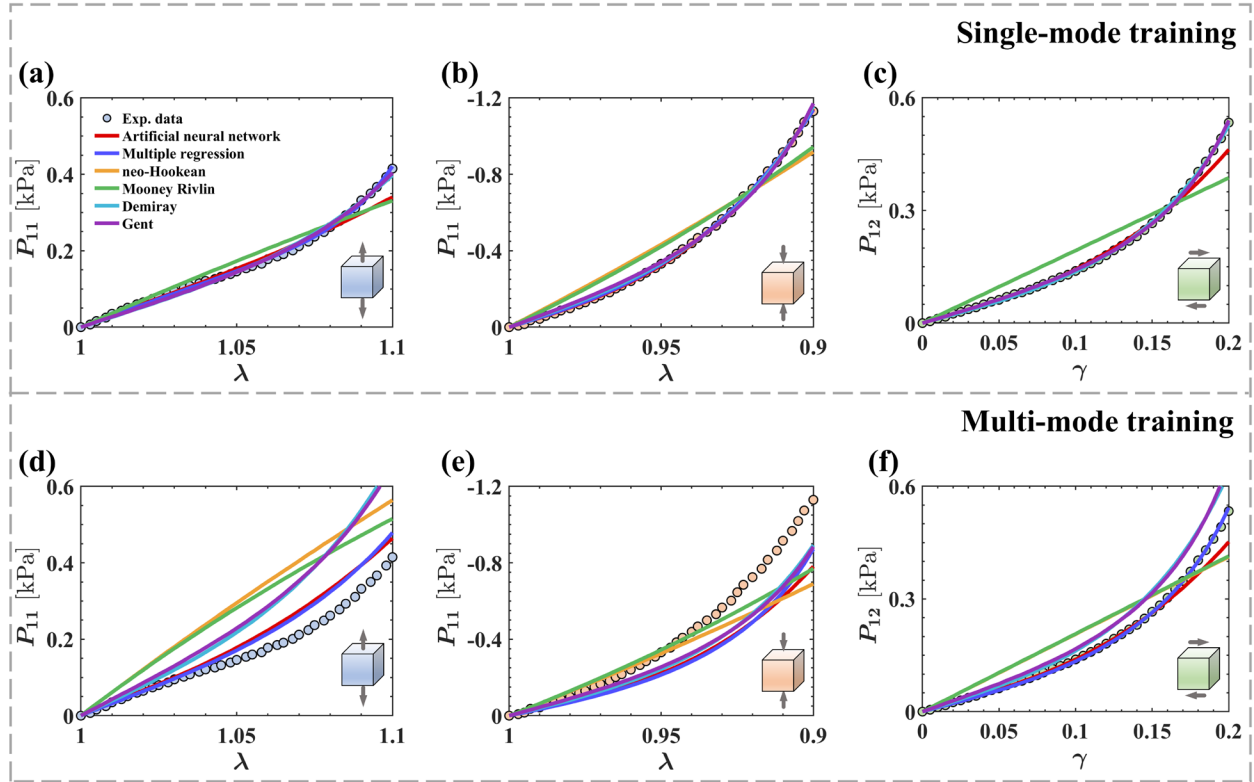 Single-mode training
(a)
(b)
(c)
0.6
0.4
0.2
0
P11 [kPa]
Exp. data
Artificial neural network
Multiple regression
neo-Hookean
Mooney Rivlin
Demiray
Gent
1
1.05
1.1
λ
-1.2
-0.8
-0.4
0
P11 [kPa]
1
0.95
0.9
λ
0.6
0.3
0
P12 [kPa]
0
0.05
0.1
0.15
0.2
γ
Multi-mode training
(d)
(e)
(f)
0.6
0.4
0.2
0
P11 [kPa]
1
1.05
1.1
λ
-1.2
-0.8
-0.4
0
P11 [kPa]
1
0.95
0.9
λ
0.6
0.3
0
P12 [kPa]
0
0.05
0.1
0.15
0.2
γ